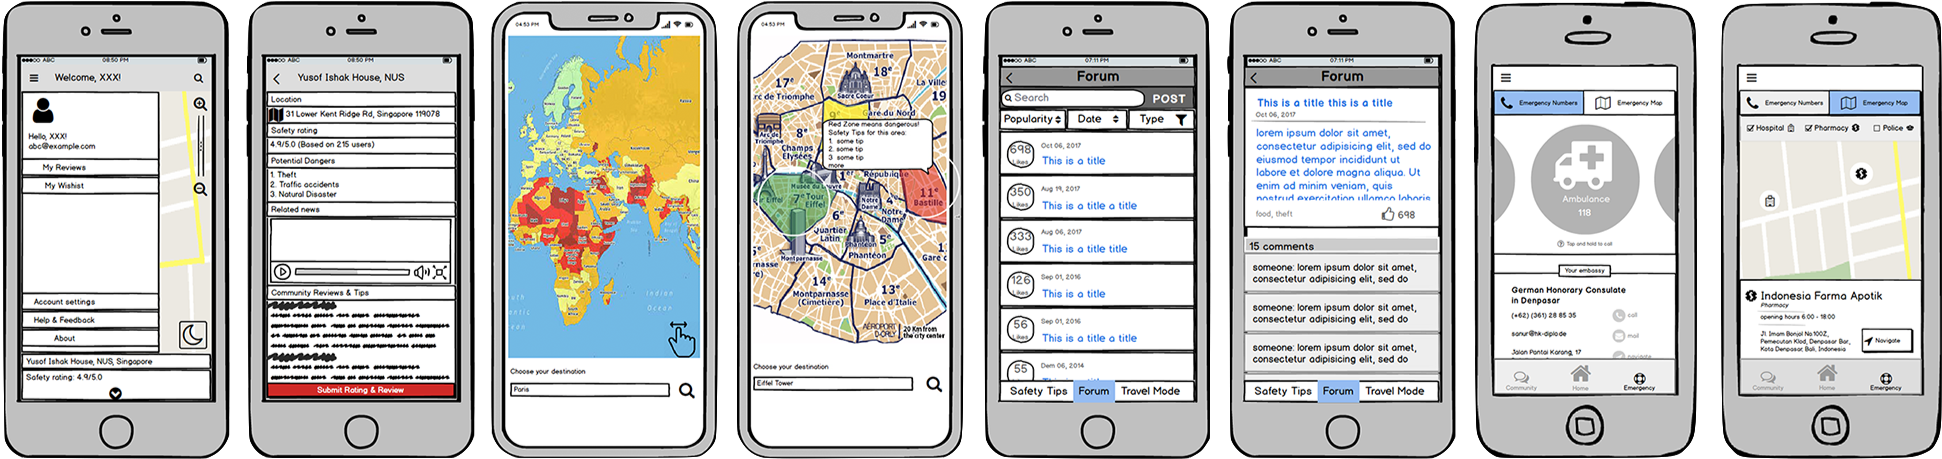 ●●●○○ ABC 08:50 PM
Welcome, XXX!
Hello, XXX!
abc@example.com
My Reviews
My Wishist
Account settings
Help & Feedback
About
Yusof Ishak House, NUS, Singapore
Safety rating: 4.9/5.0
●●●○○ ABC 08:50 PM
Yusof Ishak House, NUS
Location
31 Lower Kent Ridge Rd, Singapore 119078
Safety rating
4.9/5.0 (Based on 215 users)
Potential Dangers
1. Theft
2. Traffic accidents
3. Natural Disaster
Related news
Community Reviews & Tips
Submit Rating & Review
04:53 PM
Indian
Ocean
Choose your destination
Paris
04:53 PM
Montmartre
18e
17e
Arc de Triomphe
Sacré Coeur
La Ville
19
Gare du Nord
9e
8e
Arc de
Triomphe
Champs
Elysées
Red Zone means dangerous!
Safety Tips for this area:
1. some tip
2. some tip
3. some tip
more
République
Musée du Louvre
7e Tour
Eiffel
11e
Bastille
4e
Notre
Dame
6e
Quartier
Latin
5e
Panthéon
Montparnasse
14e
Montparnasse
(Cimetière)
13e
Place d'Italie
AÉROPORT
D'ORLY
20 Km from
the city center
Choose your destination
Eiffel Tower
●●●○○ ABC 07:11 PM
Forum
Search POST
Popularity Date Type
698 Likes
Oct 06, 2017
This is a title
350 Likes
Aug 19, 2017
This is a title a title
333 Likes
Aug 06, 2017
This is a title title
126 Likes
Sep 01, 2016
This is a title
56 Likes
Sep 01, 2016
This is a title
55
Dem 06, 2014
Safety Tips Forum Travel Mode
●●●○○ ABC 07:11 PM
Forum
This is a title this is a title
Oct 06, 2017
lorem ipsum dolor sit amet,
consectetur adipisicing elit, sed do
eiusmod tempor incididunt ut
labore et dolore magna aliqua. Ut
enim ad minim veniam, quis
nostrud exercitation ullamco laboris
food, theft 698
15 comments
someone: lorem ipsum dolor sit amet,
consectetur adipisicing elit, sed do
someone: lorem ipsum dolor sit amet,
consectetur adipisicing elit, sed do
someone: lorem ipsum dolor sit amet,
consectetur adipisicing elit, sed do
Safety Tips Forum Travel Mode
Emergency Numbers Emergency Map
Ambulance
118
Tap and hold to call
Your embassy
German Honorary Consulate
in Denpasar
(+62) (361) 28 85 35 call
sanur@hk-diplo.de mail
Jalan Pantai Karang, 17 navigate
Community Home Emergency
Emergency Numbers Emergency Map
Hospital Pharmacy Police
Indonesia Farma Apotik
Pharmacy
opening hours 6:00 - 18:00
Jl. Imam Bonjol No.100Z,
Pemecutan Klod, Denpasar Bar.,
Kota Denpasar, Bali, Indonesia
Navigate
Community Home Emergency